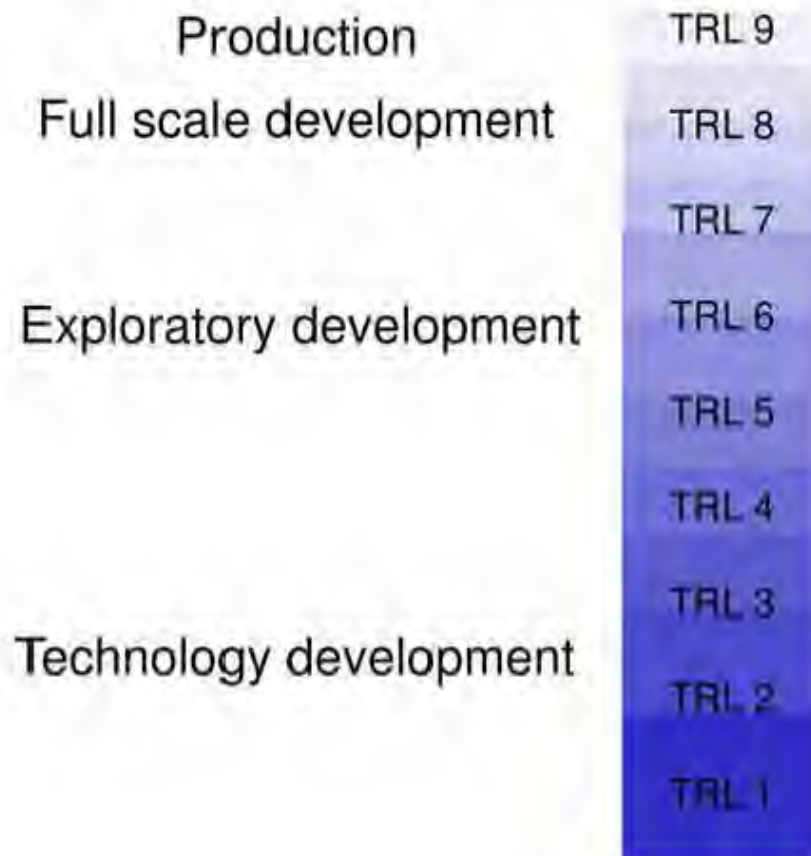 Production TRL 9
Full scale development TRL 8
TRL 7
Exploratory development TRL 6
TRL 5
TRL 4
TRL 3
Technology development
TRL 2
TRL 1